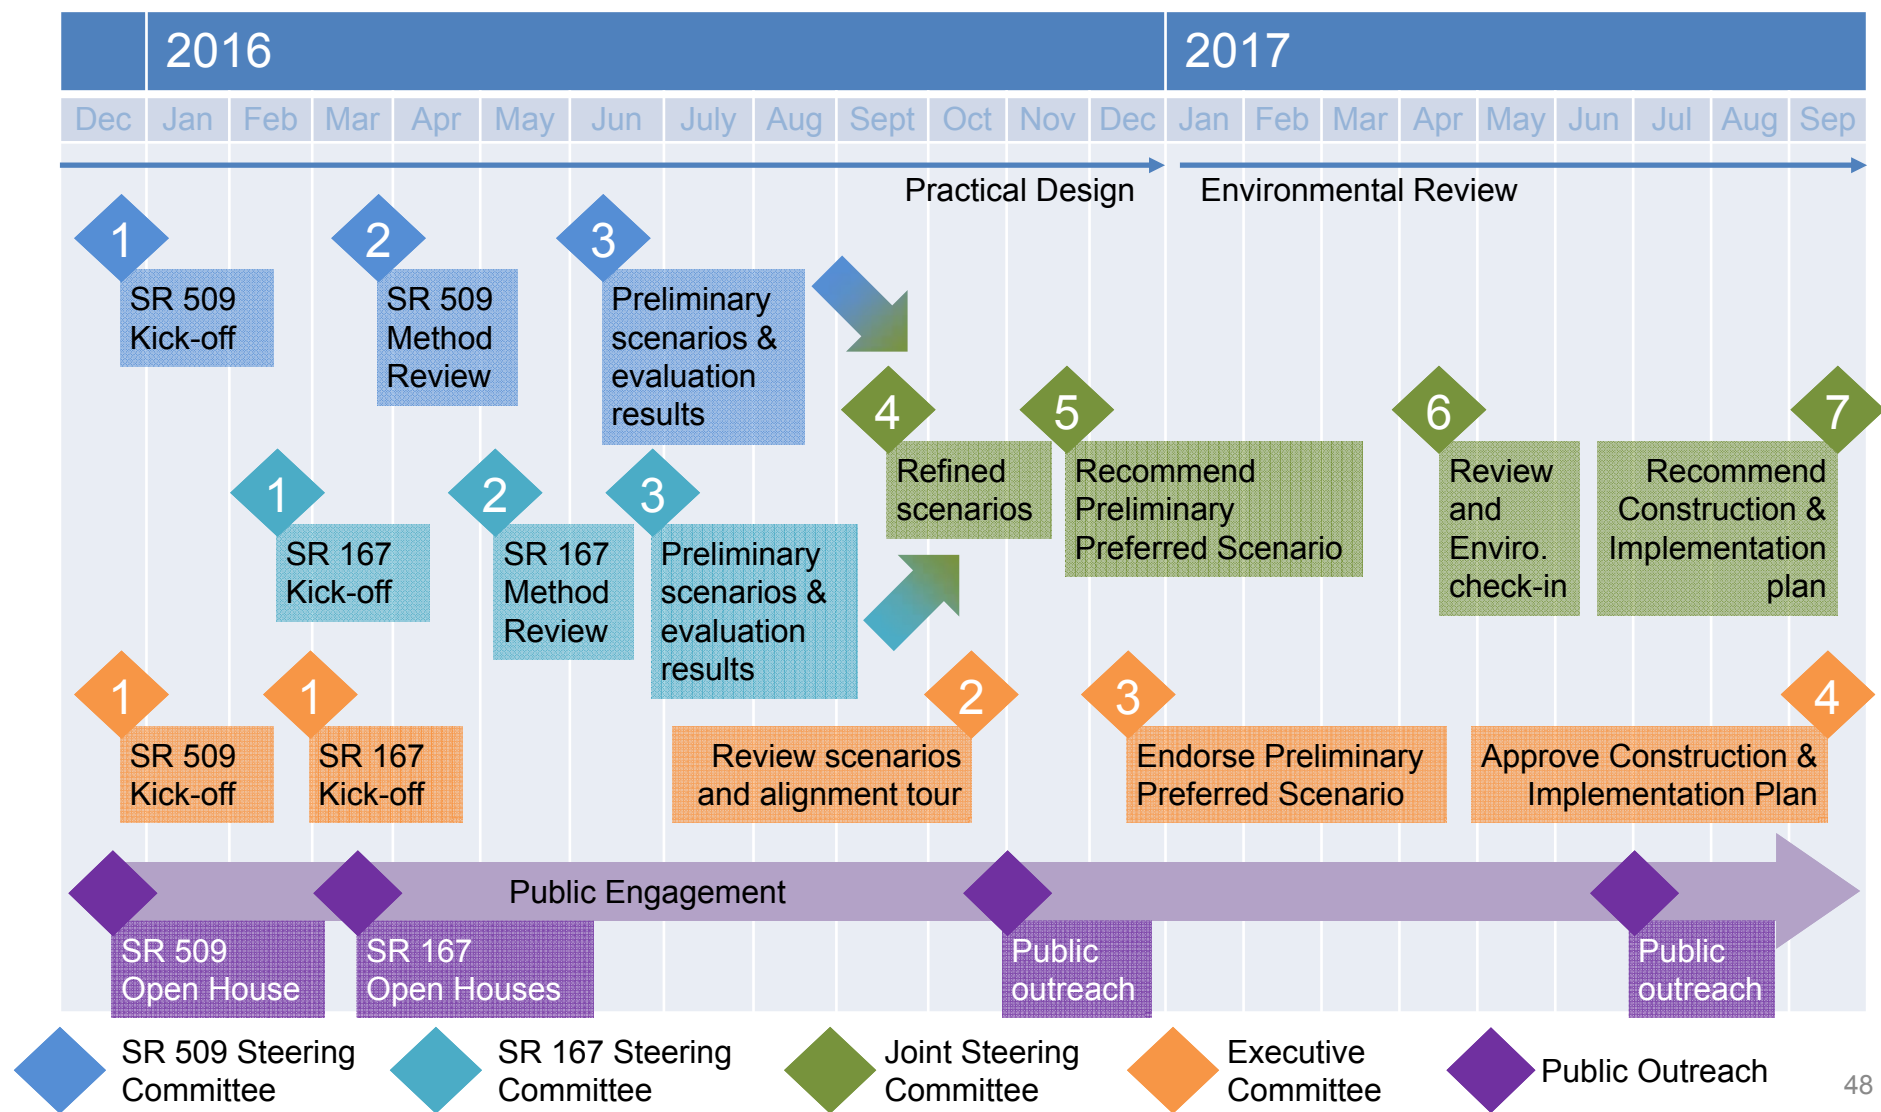 2016
2017
Dec Jan Feb Mar Apr May Jun July Aug Sept Oct Nov Dec Jan Feb Mar Apr May Jun Jul Aug Sep
Practical Design
Environmental Review
1
SR 509
Kick-off
2
SR 509
Method
Review
3
Preliminary
scenarios &
evaluation
results
1
SR 167
Kick-off
2
SR 167
Method
Review
3
Preliminary
scenarios &
evaluation
results
4
Refined
scenarios
5
Recommend
Preliminary
Preferred Scenario
6
Review
and
Enviro.
check-in
7
Recommend
Construction &
Implementation
plan
1
SR 509
Kick-off
1
SR 167
Kick-off
2
Review scenarios
and alignment tour
3
Endorse Preliminary
Preferred Scenario
4
Approve Construction &
Implementation Plan
Public Engagement
SR 509
Open House
SR 167
Open Houses
Public
outreach
Public
outreach
SR 509 Steering
Committee
SR 167 Steering
Committee
Joint Steering
Committee
Executive
Committee
Public Outreach
48